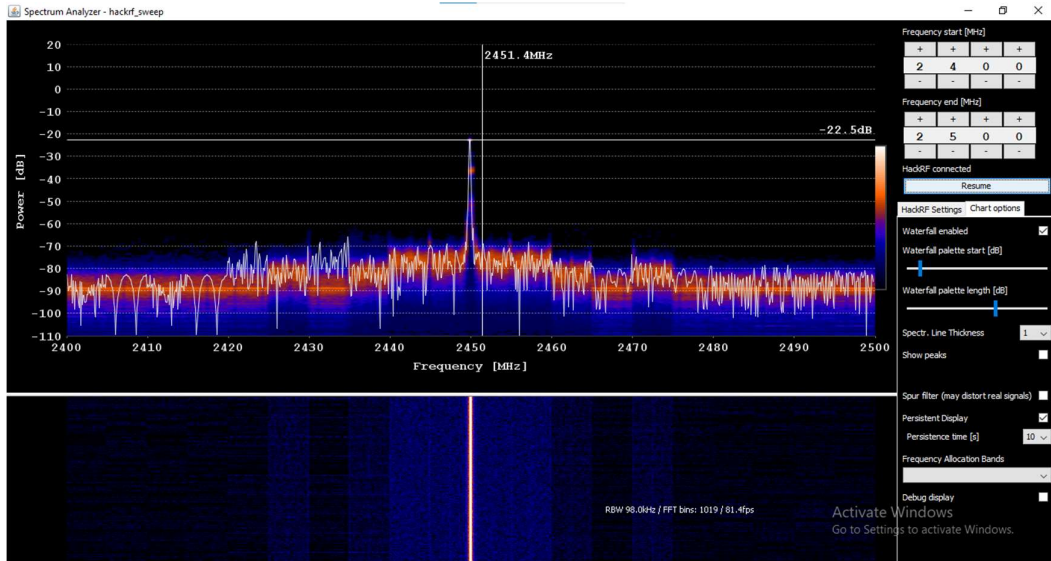 Spectrum Analyzer - hackrf_sweep
20
10
0
-10
-20
-30
-40
-50
-60
-70
-80
-90
-100
-110
Power [dB]
2451.4MHz
-22.5dB
2400 2410 2420 2430 2440 2450 2460 2470 2480 2490 2500
Frequency [MHz]
RBW 98.0kHz / FFT bins: 1019 / 81.4fps
Frequency start [MHz]
+ + + +
2 4 0 0
- - - -
Frequency end [MHz]
+ + + +
2 5 0 0
- - - -
HackRF connected
Resume
HackRF Settings Chart options
Waterfall enabled
Waterfall palette start [dB]
Waterfall palette length [dB]
Spectr. Line Thickness 1
Show peaks
Spur filter (may distort real signals)
Persistent Display
Persistence time [s] 10
Frequency Allocation Bands
Debug display
Activate Windows
Go to Settings to activate Windows.